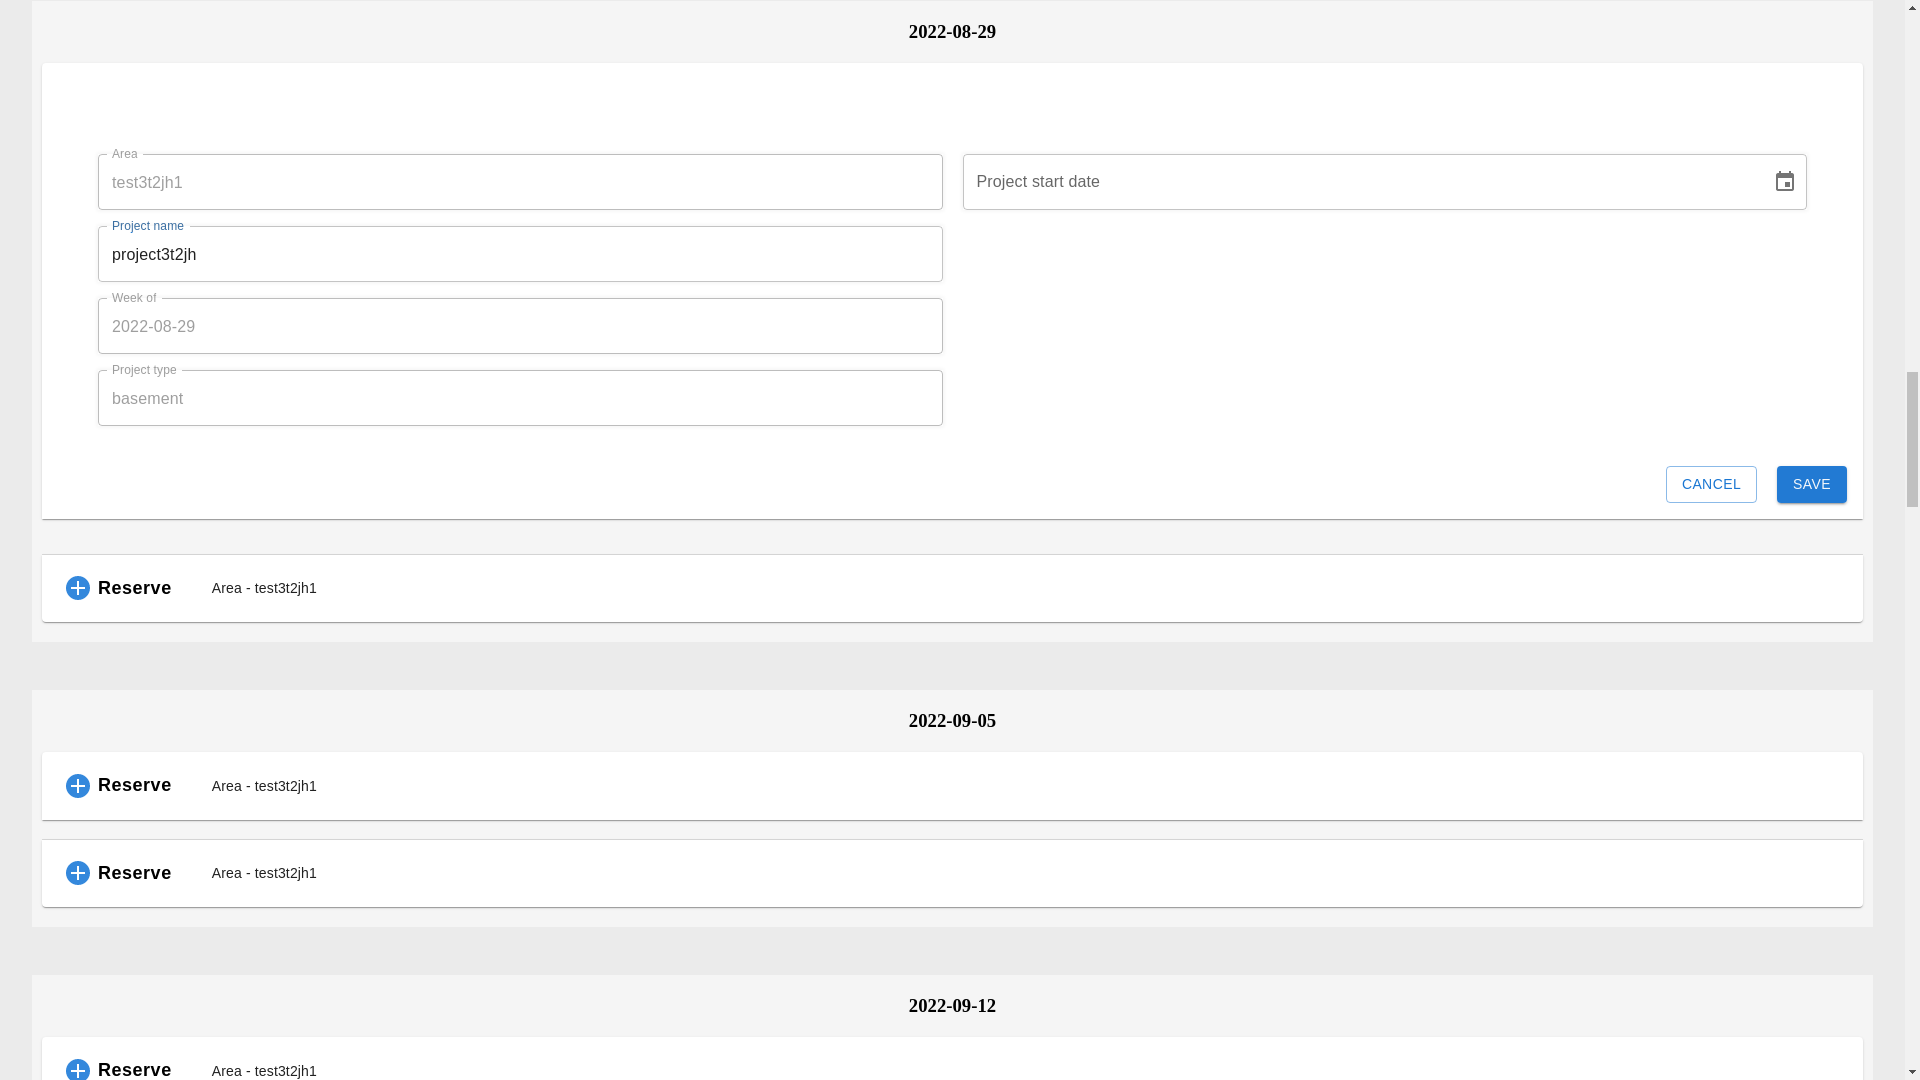 2022-08-29
Area
test3t2jh1
Project start date
Project name
project3t2jh
Week of
2022-08-29
Project type
basement
CANCEL
SAVE
Reserve
Area - test3t2jh1
2022-09-05
Reserve
Area - test3t2jh1
Reserve
Area - test3t2jh1
2022-09-12
Reserve
Area - test3t2jh1